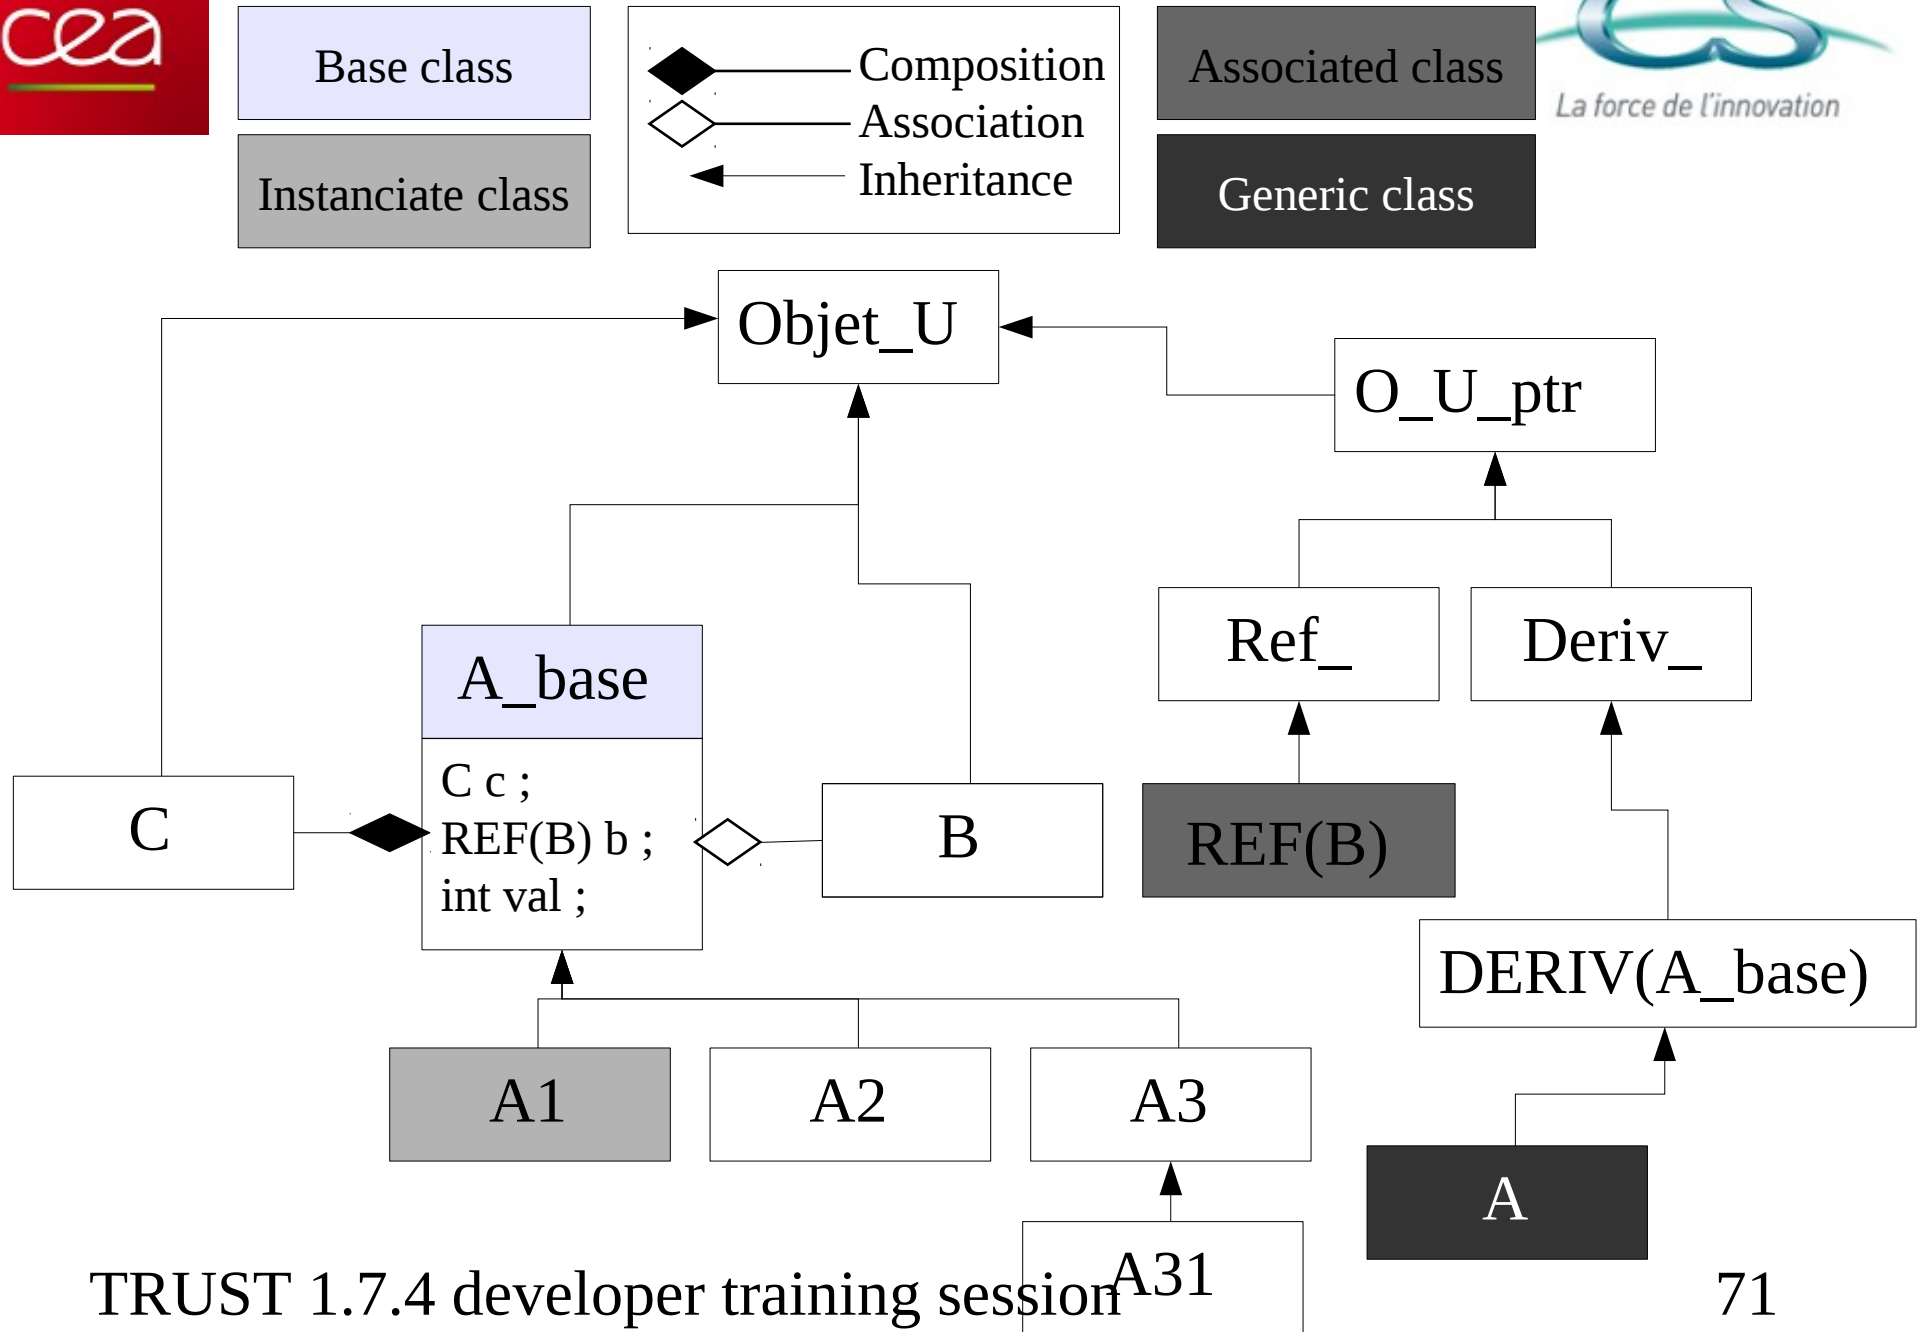 cea
Base class
Composition
Association
Inheritance
Associated class
CS
La force de l'innovation
Instanciate class
Generic class
Objet_U
O_U_ptr
Ref_
Deriv_
A_base
C c ;
REF(B) b ;
int val ;
C
B
REF(B)
DERIV(A_base)
A1
A2
A3
A
A31
TRUST 1.7.4 developer training session
71